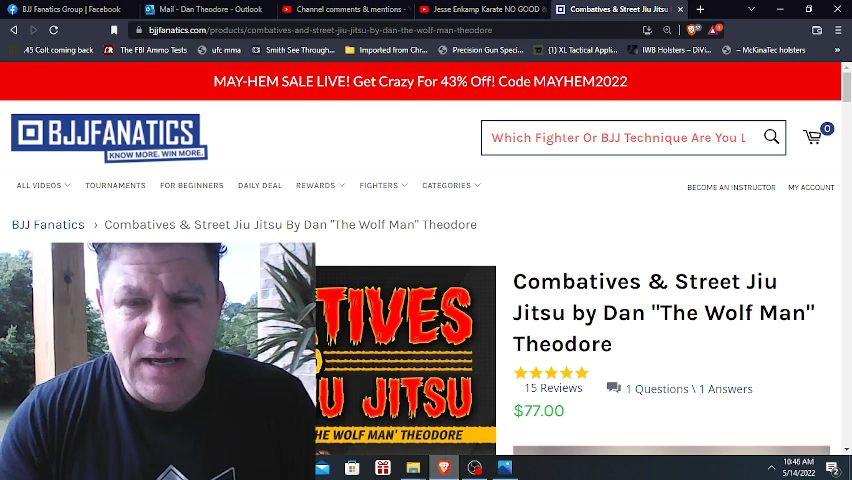 BJJ Fanatics Group | Facebook
Mail - Dan Theodore - Outlook
Channel comments & mentions -
Jesse Enkamp Karate NO GOOD &
Combatives & Street Jiu Jitsu
bjjfanatics.com/products/combatives-and-street-jiu-jitsu-by-dan-the-wolf-man-theodore
.45 Colt coming back
The FBI Ammo Tests
ufc mma
Smith See Through...
Imported from Chr...
Precision Gun Speci...
(1) XL Tactical Appli...
IWB Holsters – DiVi...
– McKinaTec holsters
MAY-HEM SALE LIVE! Get Crazy For 43% Off! Code MAYHEM2022
BJJFANATICS
KNOW MORE. WIN MORE.
Which Fighter Or BJJ Technique Are You L
0
ALL VIDEOS
TOURNAMENTS
FOR BEGINNERS
DAILY DEAL
REWARDS
FIGHTERS
CATEGORIES
BECOME AN INSTRUCTOR
MY ACCOUNT
BJJ Fanatics › Combatives & Street Jiu Jitsu By Dan "The Wolf Man" Theodore
ATIVES
U JITSU
HE WOLF MAN' THEODORE
Combatives & Street Jiu
Jitsu by Dan "The Wolf Man"
Theodore
15 Reviews
1 Questions \ 1 Answers
$77.00
10:46 AM
5/14/2022
2